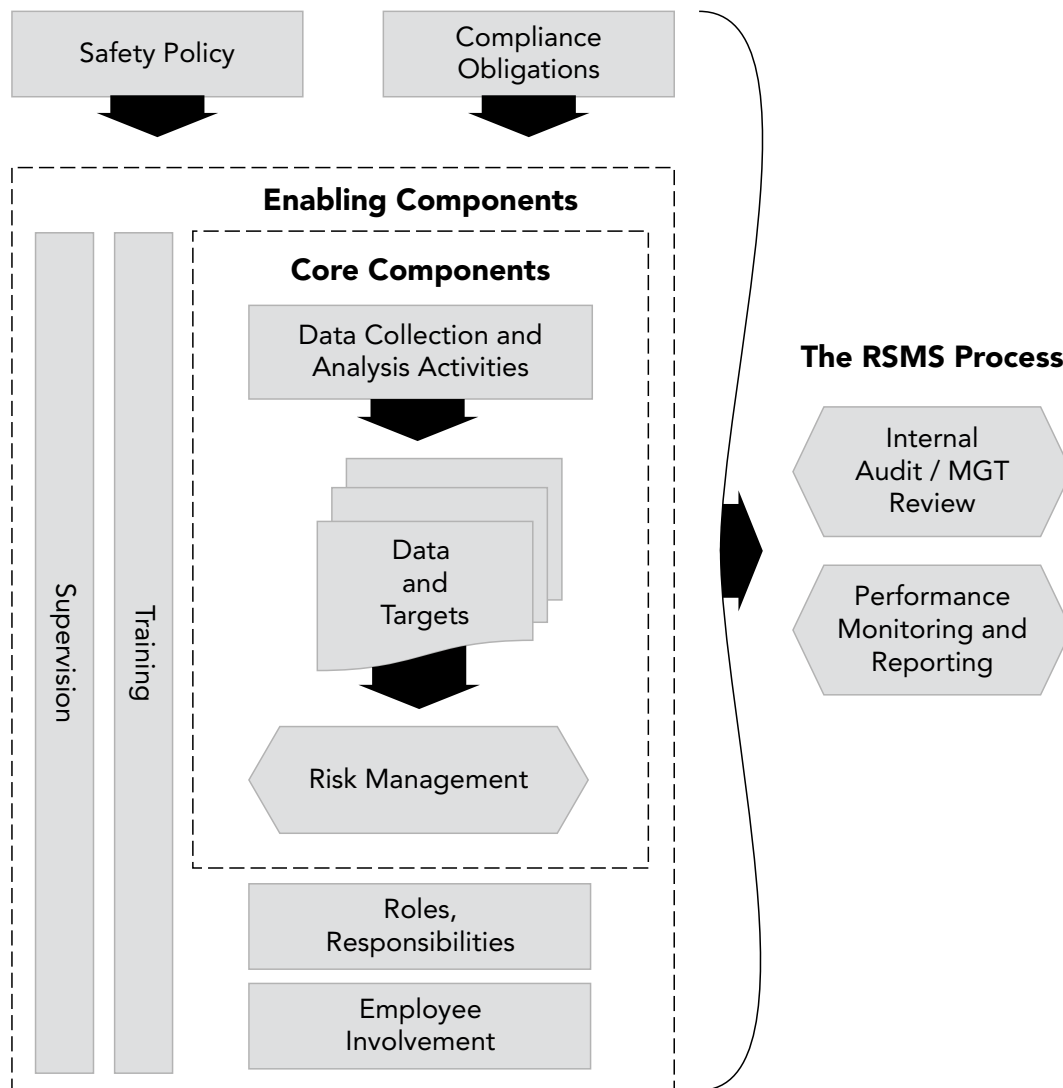 Safety Policy
Compliance
Obligations
Enabling Components
Core Components
Data Collection and
Analysis Activities
Data
and
Targets
Risk Management
Supervision
Training
Roles,
Responsibilities
Employee
Involvement
The RSMS Process
Internal
Audit / MGT
Review
Performance
Monitoring and
Reporting